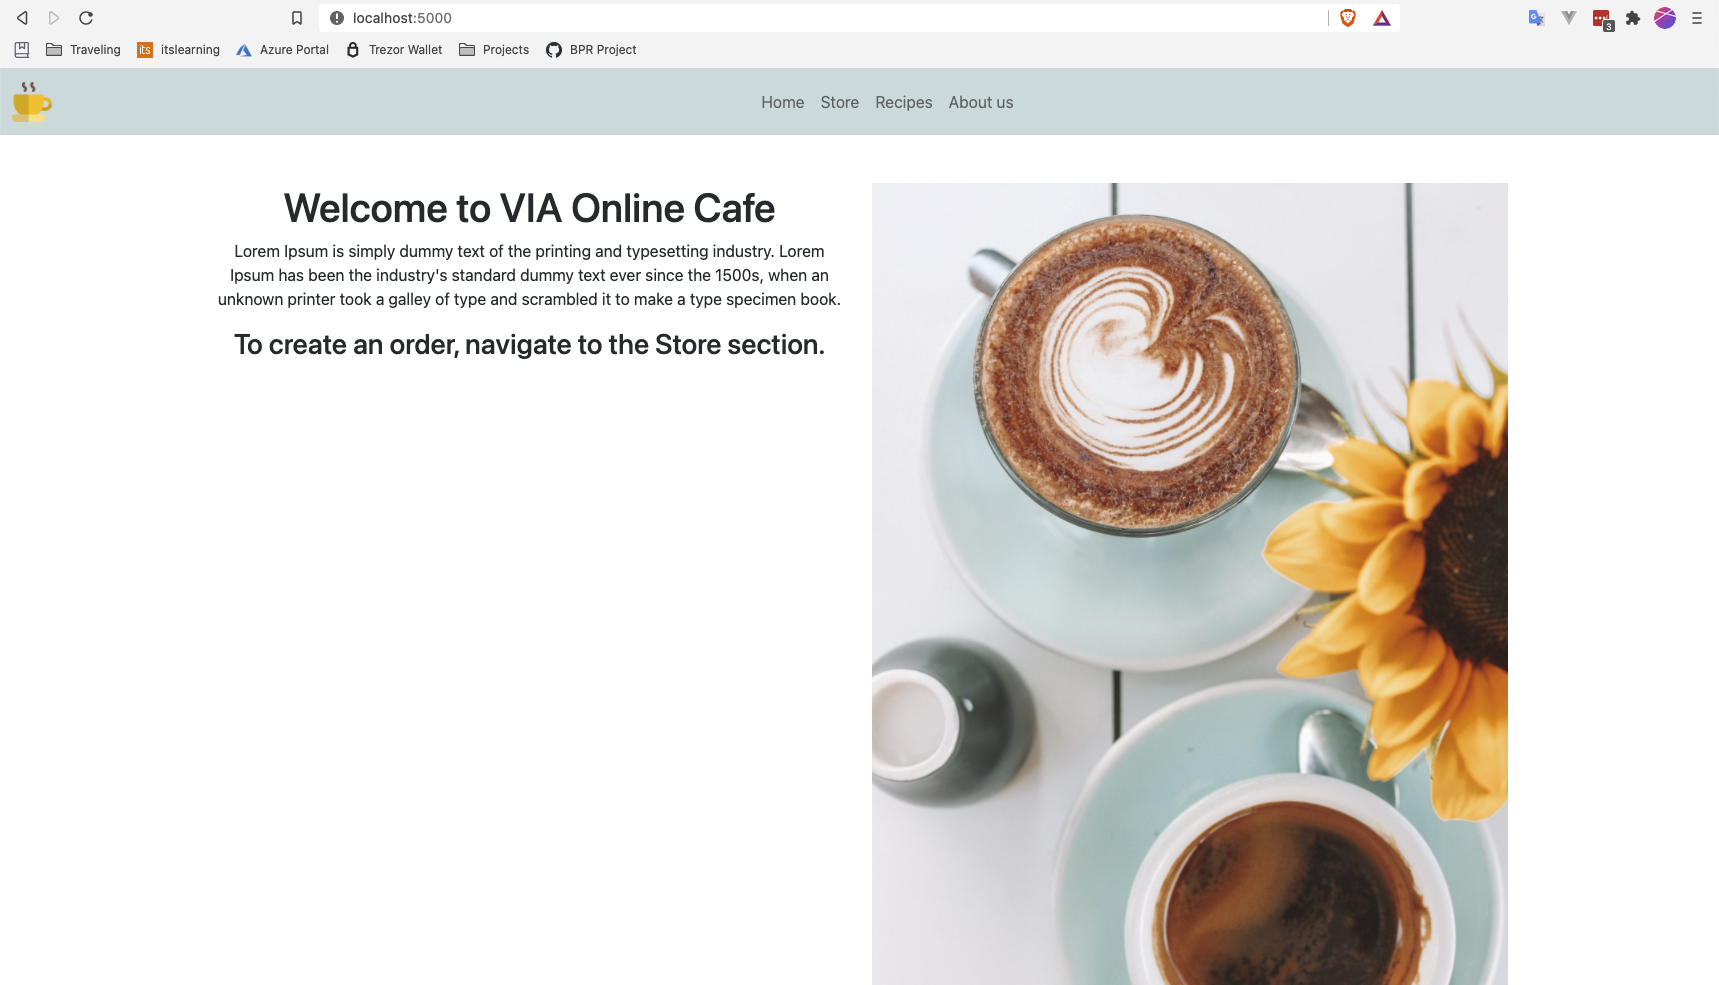 localhost:5000
3
Traveling its itslearning Azure Portal Trezor Wallet Projects BPR Project
Home Store Recipes About us
Welcome to VIA Online Cafe
Lorem Ipsum is simply dummy text of the printing and typesetting industry. Lorem
Ipsum has been the industry's standard dummy text ever since the 1500s, when an
unknown printer took a galley of type and scrambled it to make a type specimen book.
To create an order, navigate to the Store section.